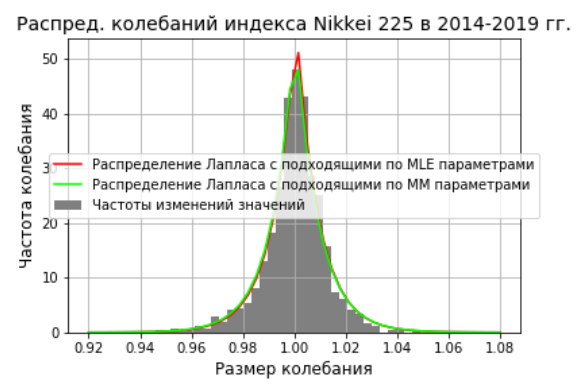 Распред. колебаний индекса Nikkei 225 в 2014-2019 гг.
50
40
30
20
10
0
Частота колебания
Распределение Лапласа с подходящими по MLE параметрами
Распределение Лапласа с подходящими по MM параметрами
Частоты изменений значений
0.92 0.94 0.96 0.98 1.00 1.02 1.04 1.06 1.08
Размер колебания